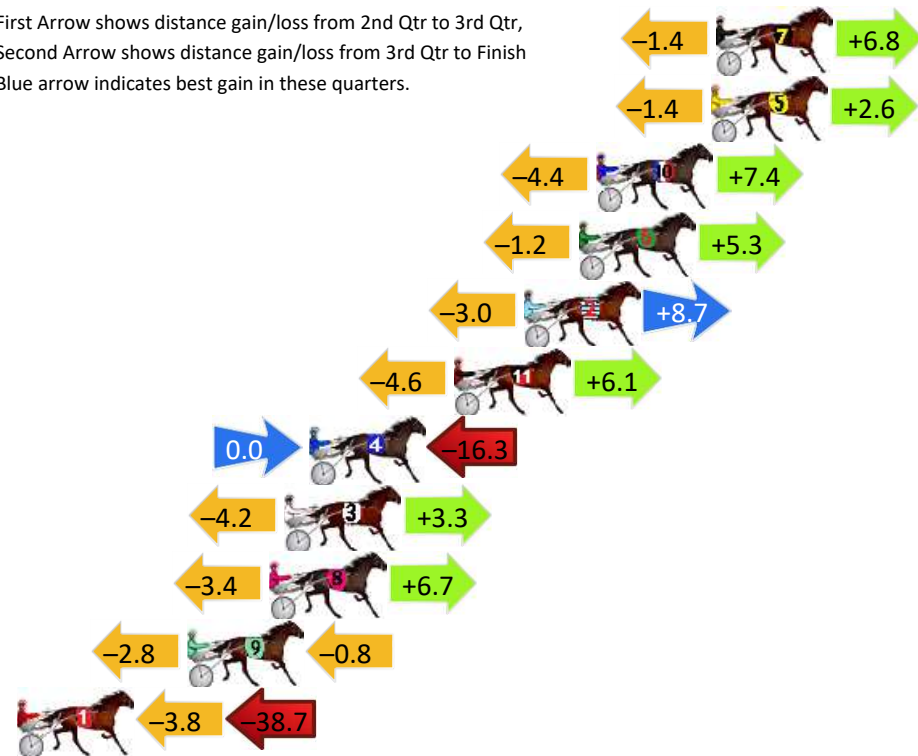 First Arrow shows distance gain/loss from 2nd Qtr to 3rd Qtr,
Second Arrow shows distance gain/loss from 3rd Qtr to Finish
Blue arrow indicates best gain in these quarters.
−1.4 7 +6.8
−1.4 5 +2.6
−4.4 10 +7.4
−1.2 6 +5.3
−3.0 2 +8.7
−4.6 11 +6.1
0.0 4 −16.3
−4.2 3 +3.3
−3.4 8 +6.7
−2.8 9 −0.8
1 −3.8 −38.7